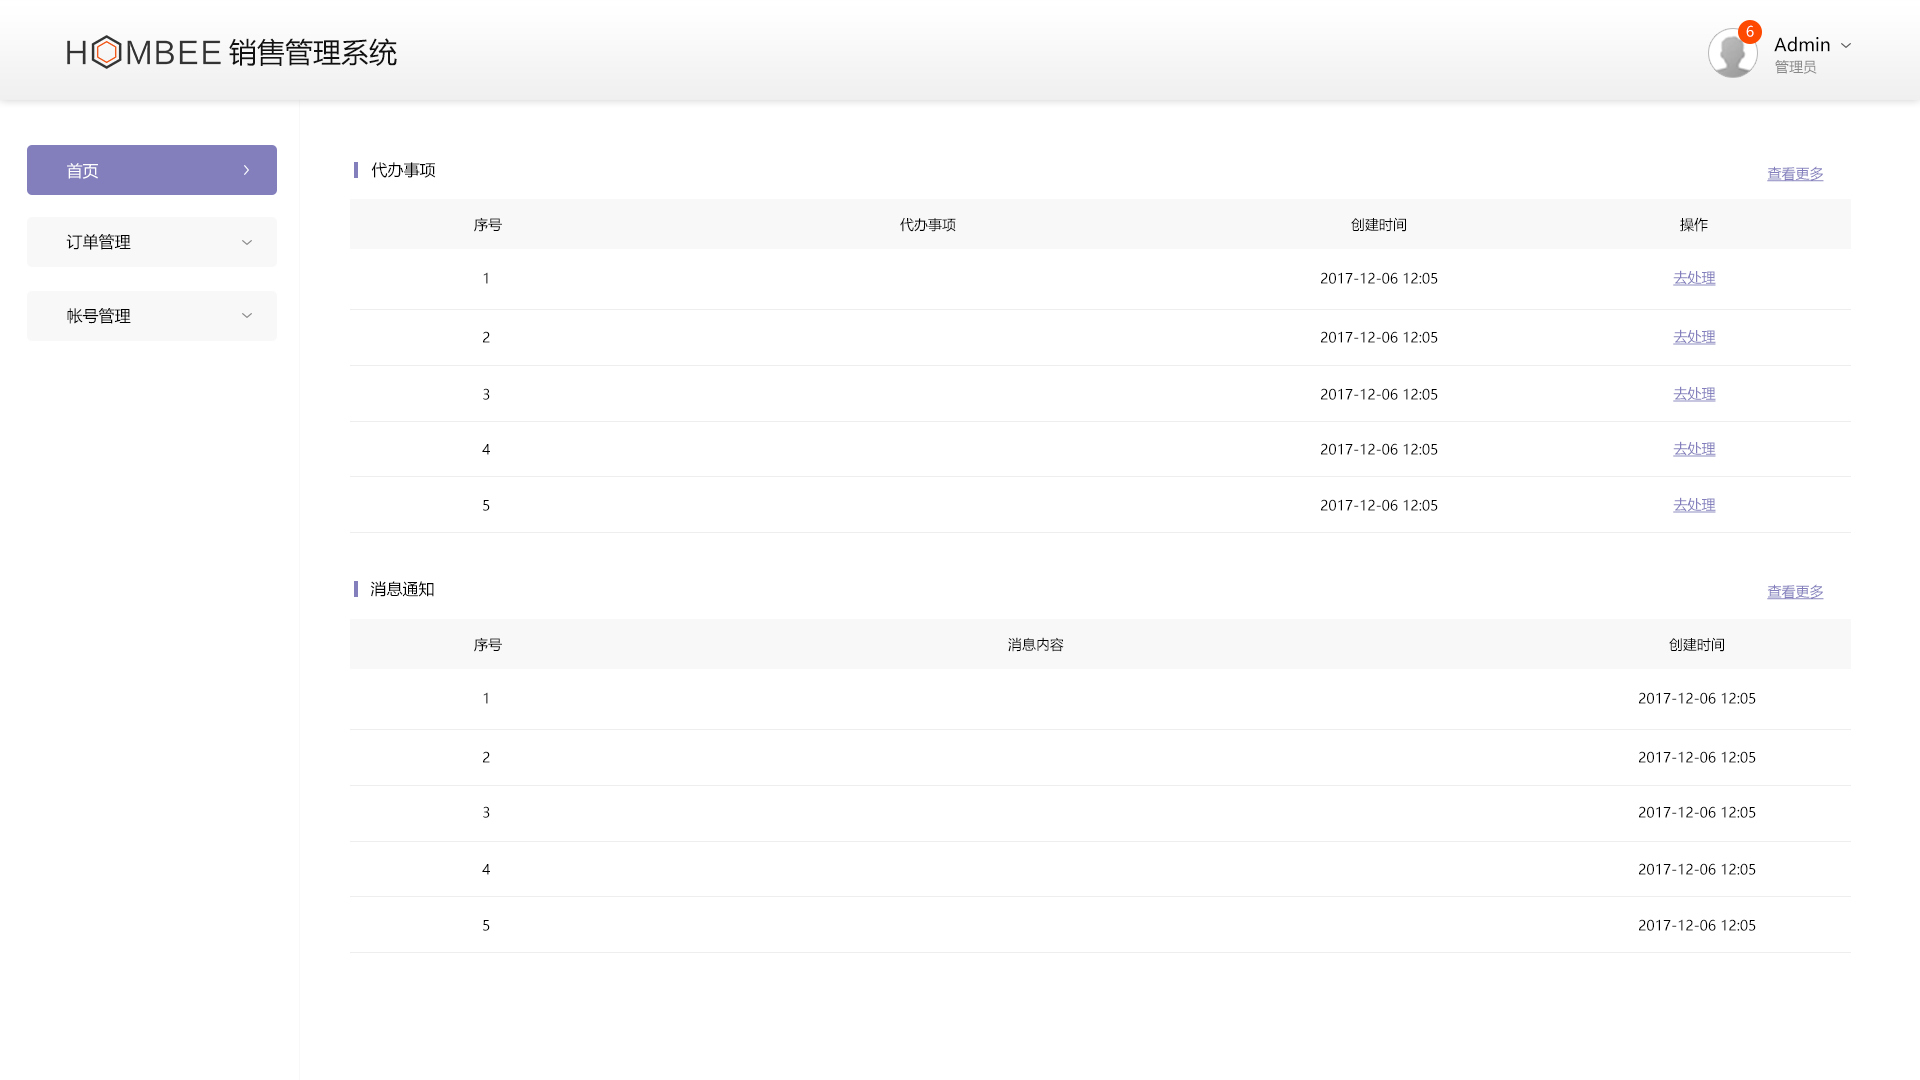 HOMBEE 销售管理系统
6
Admin
管理员
首页
订单管理
帐号管理
代办事项
查看更多
序号 代办事项 创建时间 操作
1 2017-12-06 12:05 去处理
2 2017-12-06 12:05 去处理
3 2017-12-06 12:05 去处理
4 2017-12-06 12:05 去处理
5 2017-12-06 12:05 去处理
消息通知
查看更多
序号 消息内容 创建时间
1 2017-12-06 12:05
2 2017-12-06 12:05
3 2017-12-06 12:05
4 2017-12-06 12:05
5 2017-12-06 12:05